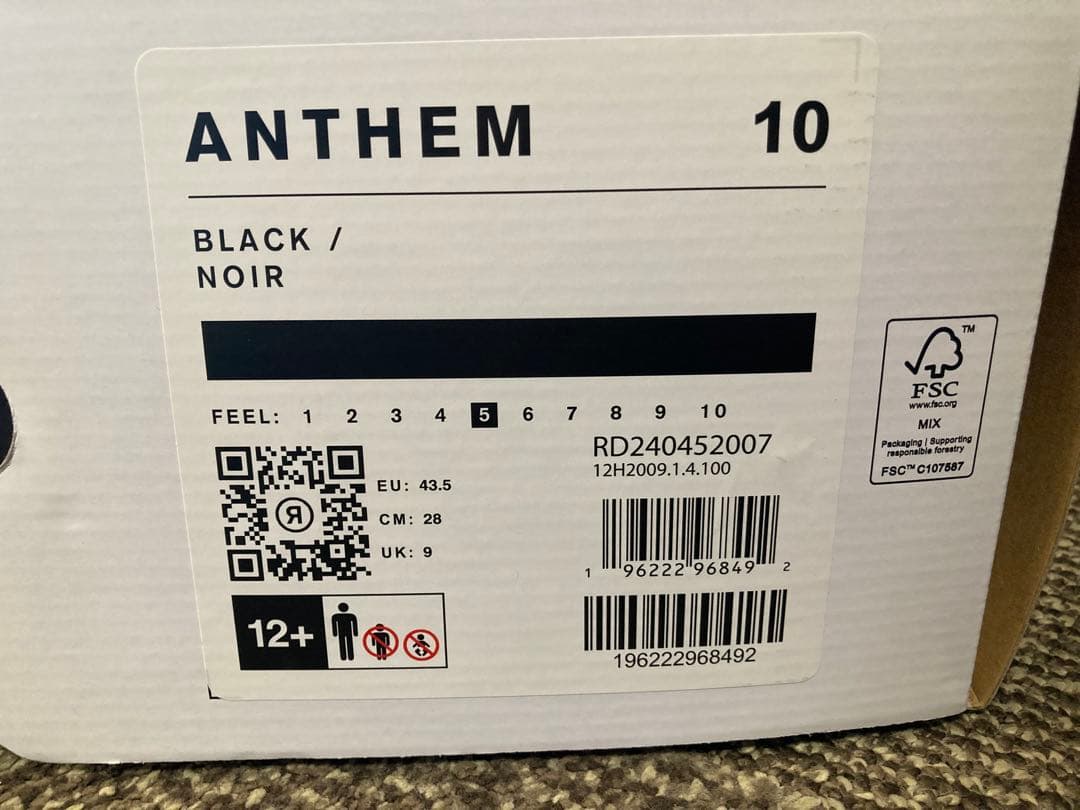 ANTHEM 10
BLACK /
NOIR
FEEL: 1 2 3 4 5 6 7 8 9 10
RD240452007
12H2009.1.4.100
EU: 43.5
CM: 28
UK: 9
Я
1 96222 96849 2
12+
196222968492
TM
FSC
www.fsc.org
MIX
Packaging | Supporting
responsible forestry
FSC™ C107587